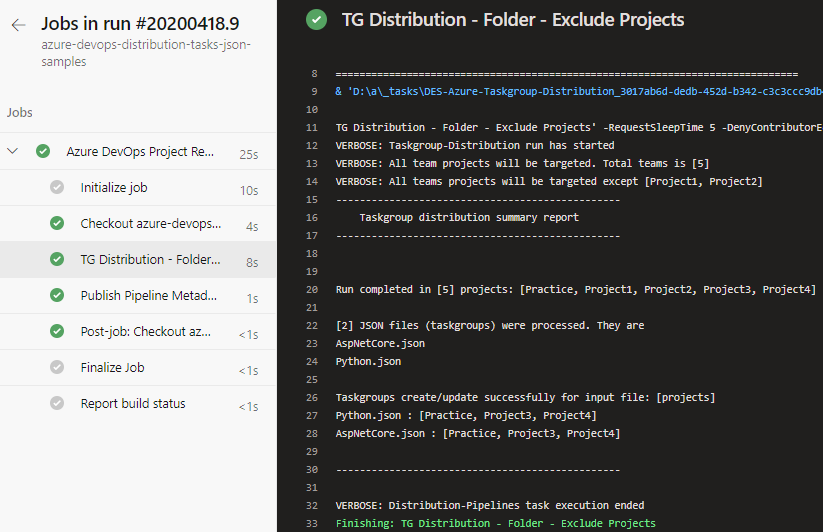 Jobs in run #20200418.9
azure-devops-distribution-tasks-json-
samples
Jobs
Azure DevOps Project Re... 25s
Initialize job 10s
Checkout azure-devops... 4s
TG Distribution - Folder... 8s
Publish Pipeline Metad... 1s
Post-job: Checkout az... <1s
Finalize Job <1s
Report build status <1s
TG Distribution - Folder - Exclude Projects
8 ==============================================================================
9 & 'D:\a\_tasks\DES-Azure-Taskgroup-Distribution_3017ab6d-dedb-452d-b342-c3c3ccc9db
10
11 TG Distribution - Folder - Exclude Projects' -RequestSleepTime 5 -DenyContributorE
12 VERBOSE: Taskgroup-Distribution run has started
13 VERBOSE: All team projects will be targeted. Total teams is [5]
14 VERBOSE: All teams projects will be targeted except [Project1, Project2]
15 ------------------------------------------------
16 Taskgroup distribution summary report
17 ------------------------------------------------
18
19
20 Run completed in [5] projects: [Practice, Project1, Project2, Project3, Project4]
21
22 [2] JSON files (taskgroups) were processed. They are
23 AspNetCore.json
24 Python.json
25
26 Taskgroups create/update successfully for input file: [projects]
27 Python.json : [Practice, Project3, Project4]
28 AspNetCore.json : [Practice, Project3, Project4]
29
30 ------------------------------------------------
31
32 VERBOSE: Distribution-Pipelines task execution ended
33 Finishing: TG Distribution - Folder - Exclude Projects